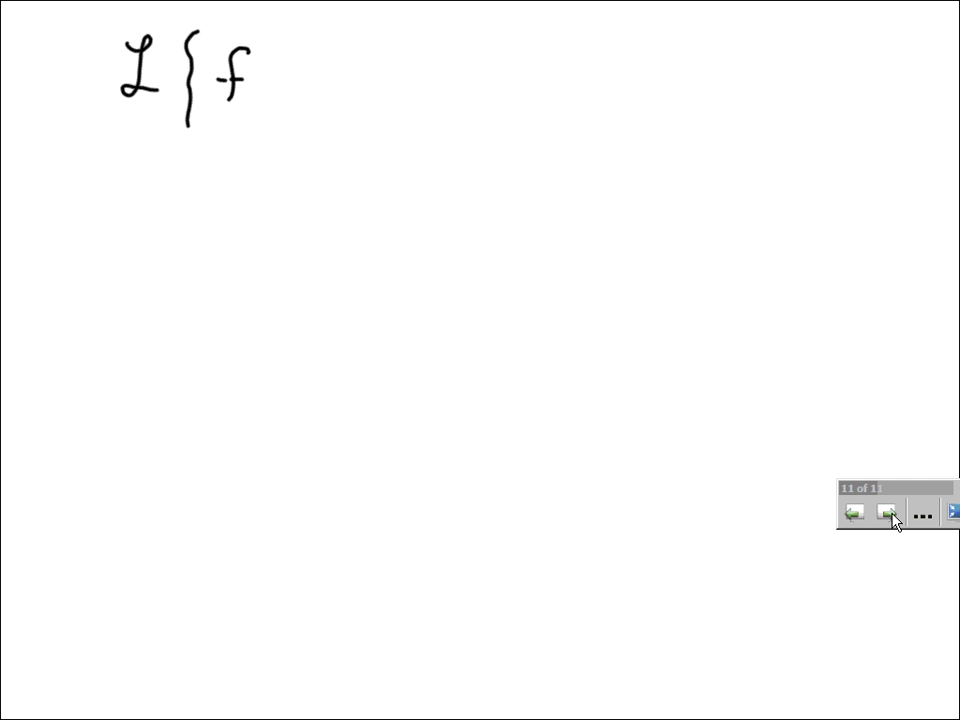 ℒ { f
11 of 11
...